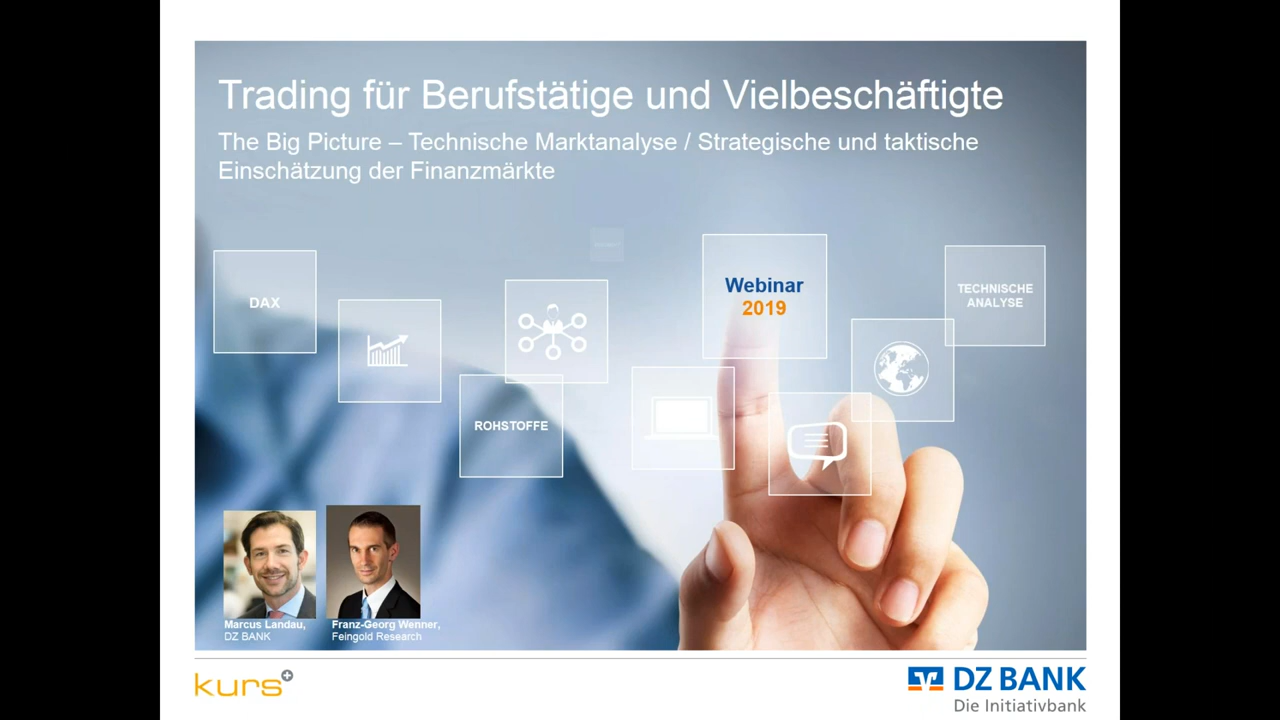 Trading für Berufstätige und Vielbeschäftigte
The Big Picture – Technische Marktanalyse / Strategische und taktische
Einschätzung der Finanzmärkte
DAX
ROHSTOFFE
Webinar
2019
TECHNISCHE
ANALYSE
Marcus Landau,
DZ BANK
Franz-Georg Wenner,
Feingold Research
kurs+
DZ BANK
Die Initiativbank